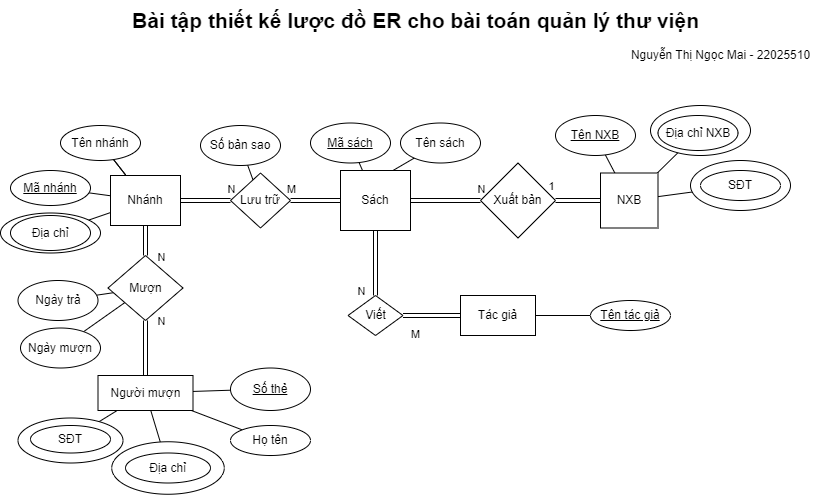 Bài tập thiết kế lược đồ ER cho bài toán quản lý thư viện
Nguyễn Thị Ngọc Mai - 22025510
Tên nhánh
Số bản sao
Mã sách
Tên sách
Tên NXB
Địa chỉ NXB
Mã nhánh
SĐT
Nhánh
N
Lưu trữ
M
Sách
N
Xuất bản
1
NXB
Địa chỉ
N
Mượn
N
Ngày trả
Ngày mượn
N
Viết
M
Tác giả
Tên tác giả
Người mượn
Số thẻ
SĐT
Họ tên
Địa chỉ